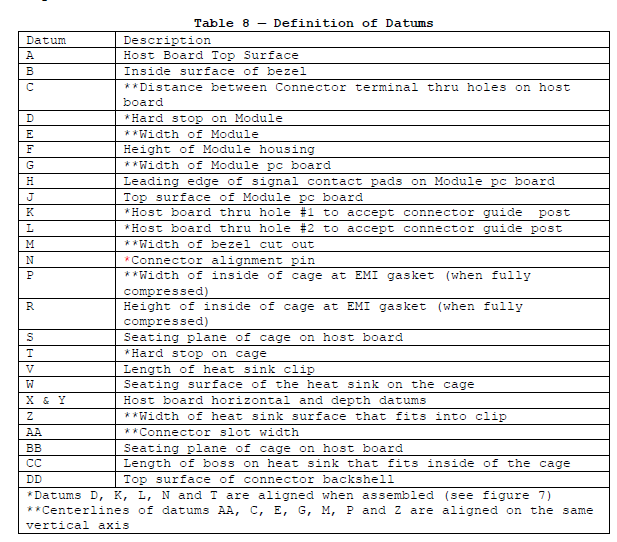 Table 8 — Definition of Datums
Datum Description
A Host Board Top Surface
B Inside surface of bezel
C **Distance between Connector terminal thru holes on host
board
D *Hard stop on Module
E **Width of Module
F Height of Module housing
G **Width of Module pc board
H Leading edge of signal contact pads on Module pc board
J Top surface of Module pc board
K *Host board thru hole #1 to accept connector guide post
L *Host board thru hole #2 to accept connector guide post
M **Width of bezel cut out
N *Connector alignment pin
P **Width of inside of cage at EMI gasket (when fully
compressed)
R Height of inside of cage at EMI gasket (when fully
compressed)
S Seating plane of cage on host board
T *Hard stop on cage
V Length of heat sink clip
W Seating surface of the heat sink on the cage
X & Y Host board horizontal and depth datums
Z **Width of heat sink surface that fits into clip
AA **Connector slot width
BB Seating plane of cage on host board
CC Length of boss on heat sink that fits inside of the cage
DD Top surface of connector backshell
*Datums D, K, L, N and T are aligned when assembled (see figure 7)
**Centerlines of datums AA, C, E, G, M, P and Z are aligned on the same
vertical axis